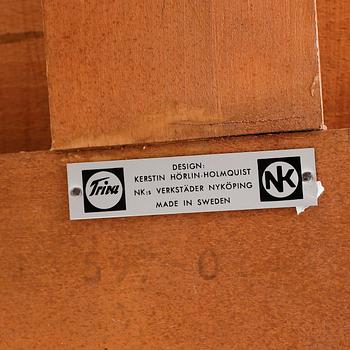 Triva
DESIGN:
KERSTIN HÖRLIN-HOLMQUIST
NK:s VERKSTÄDER NYKÖPING
MADE IN SWEDEN
NK